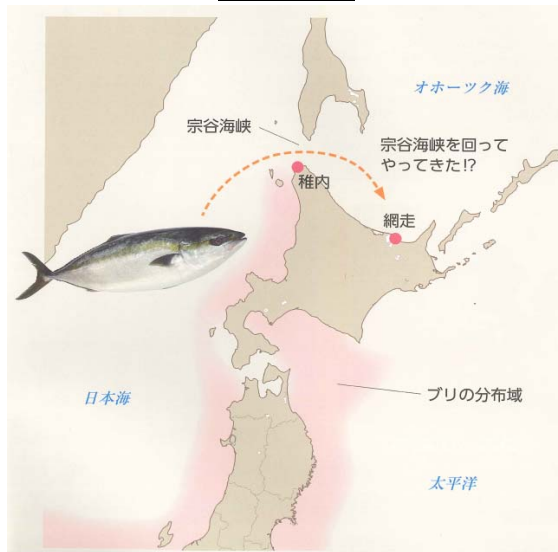 オホーツク海
宗谷海峡
宗谷海峡を回って
やってきた!?
稚内
網走
日本海
ブリの分布域
太平洋